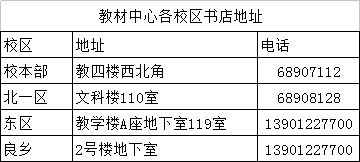 教材中心各校区书店地址
校区 地址 电话
校本部 教四楼西北角 68907112
北一区 文科楼110室 68908128
东区 教学楼A座地下室119室 13901227700
良乡 2号楼地下室 13901227700